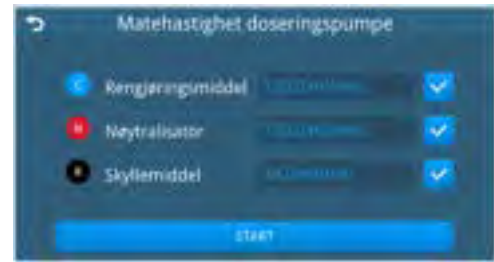 Matehastighet doseringspumpe
C Rengjøringsmiddel
N Nøytralisator
Skyllemiddel
START